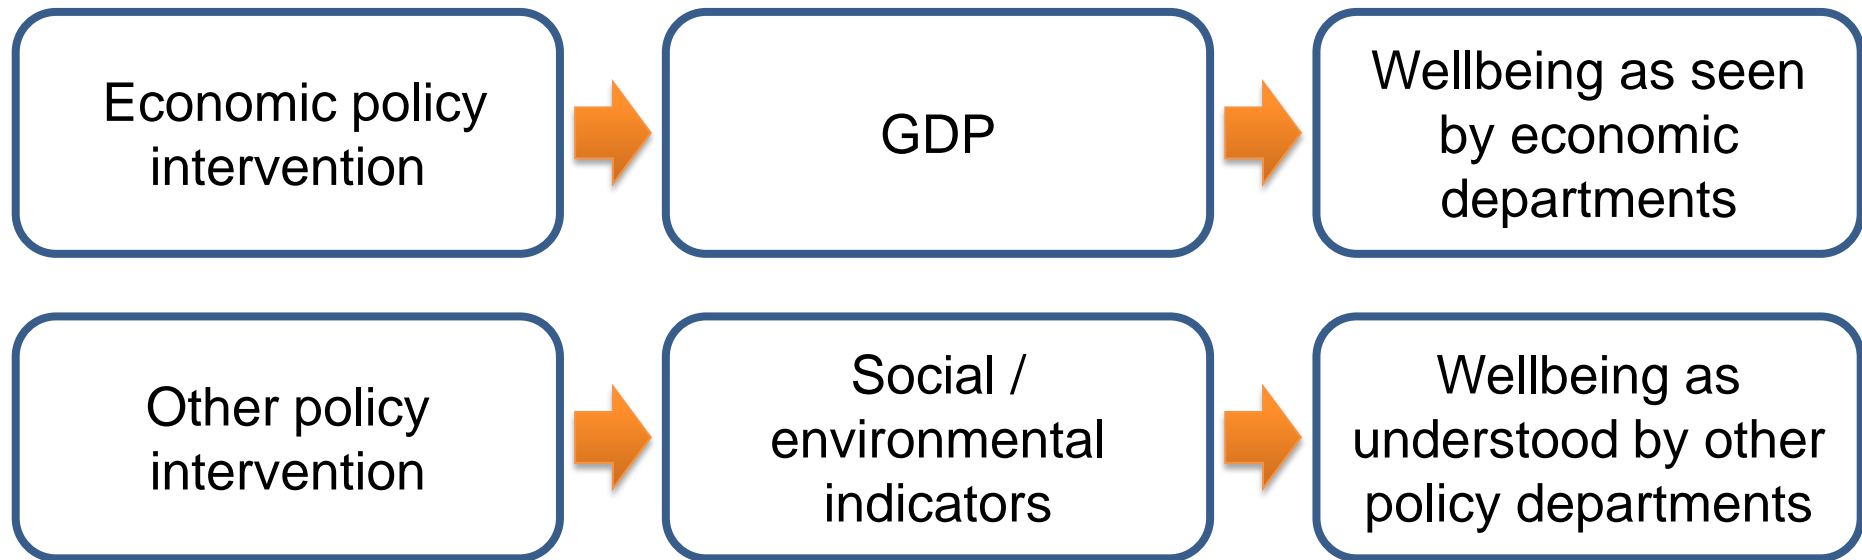 Economic policy
intervention
GDP
Wellbeing as seen
by economic
departments
Other policy
intervention
Social /
environmental
indicators
Wellbeing as
understood by other
policy departments